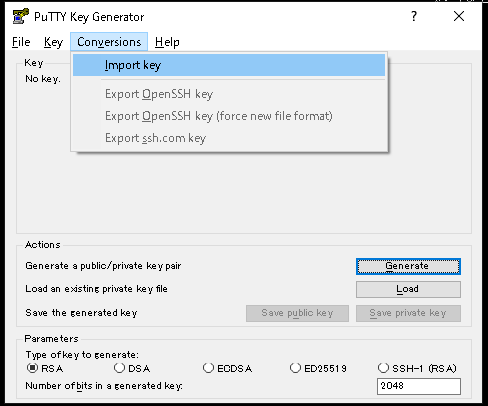 PuTTY Key Generator
?
File Key Conversions Help
Import key
Export OpenSSH key
Export OpenSSH key (force new file format)
Export ssh.com key
Key
No key.
Actions
Generate a public/private key pair
Generate
Load an existing private key file
Load
Save the generated key
Save public key
Save private key
Parameters
Type of key to generate:
RSA DSA ECDSA ED25519 SSH-1 (RSA)
Number of bits in a generated key:
2048